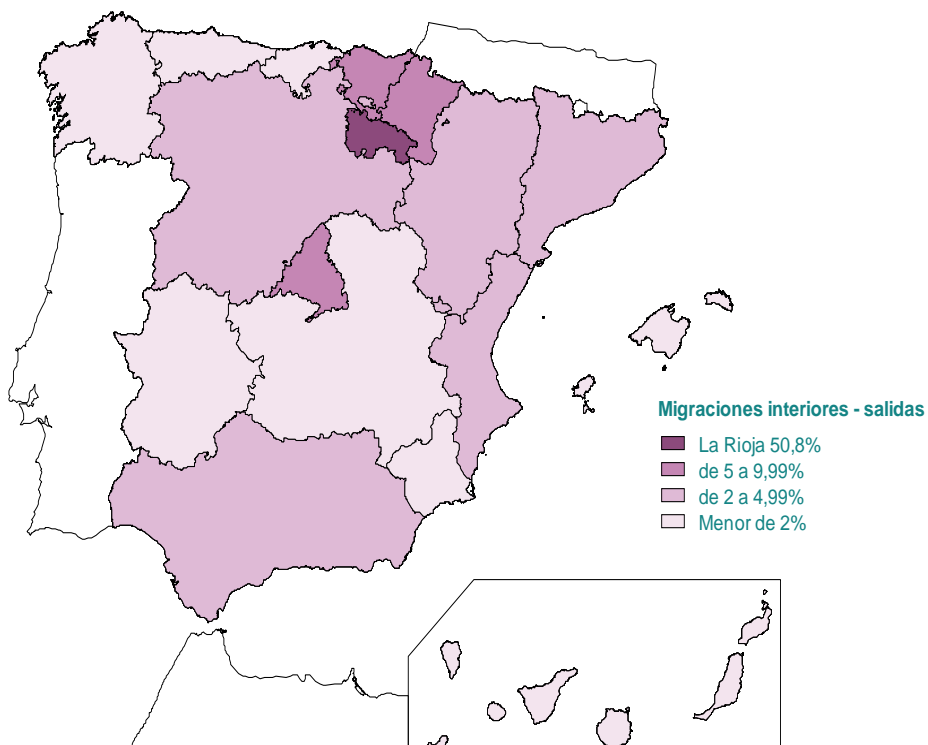 Migraciones interiores - salidas
La Rioja 50,8%
de 5 a 9,99%
de 2 a 4,99%
Menor de 2%